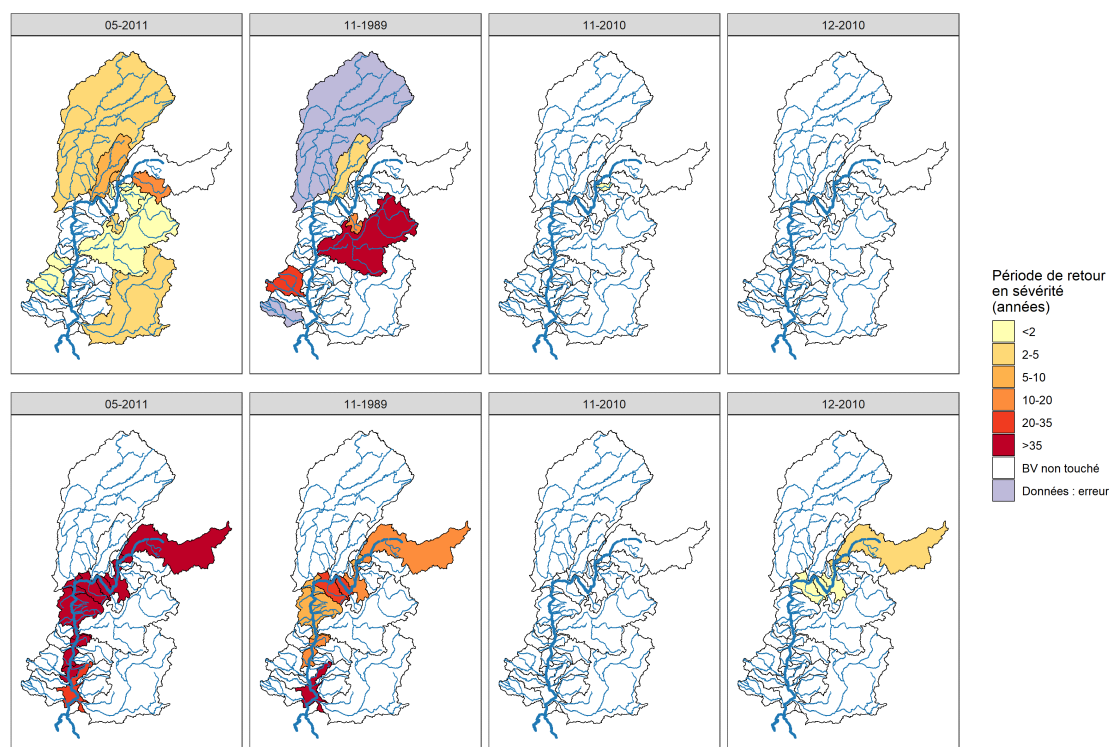 05-2011
11-1989
11-2010
12-2010
Période de retour
en sévérité
(années)
<2
2-5
5-10
10-20
20-35
>35
BV non touché
Données : erreur
05-2011
11-1989
11-2010
12-2010